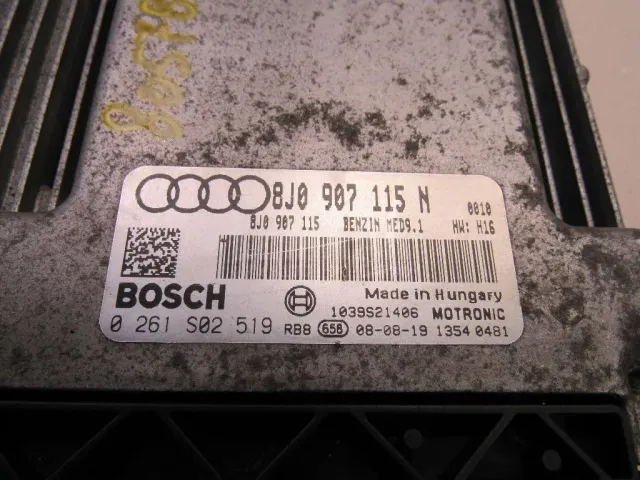 8J0 907 115 N 0010
8J0 907 115 BENZIN MED9.1 HW: H16
BOSCH Made in Hungary
1039S21406 MOTRONIC
0 261 S02 519 RB8 658 08-08-19 1354 0481